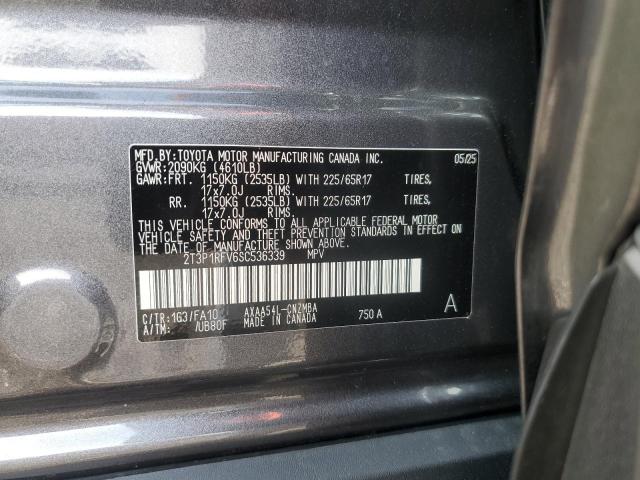 MFD.BY:TOYOTA MOTOR MANUFACTURING CANADA INC. 05/25
GVWR:2090KG (4610LB)
GAWR:FRT. 1150KG (2535LB) WITH 225/65R17 TIRES,
17x7.0J RIMS.
RR. 1150KG (2535LB) WITH 225/65R17 TIRES,
17x7.0J RIMS.
THIS VEHICLE CONFORMS TO ALL APPLICABLE FEDERAL MOTOR
VEHICLE SAFETY AND THEFT PREVENTION STANDARDS IN EFFECT
ON THE DATE OF MANUFACTURE SHOWN ABOVE.
2T3P1RFV6SC536339 MPV
C/TR:1G3/FA10 AXAA54L-CNZMBA 750A A
A/TM: /UB80F MADE IN CANADA